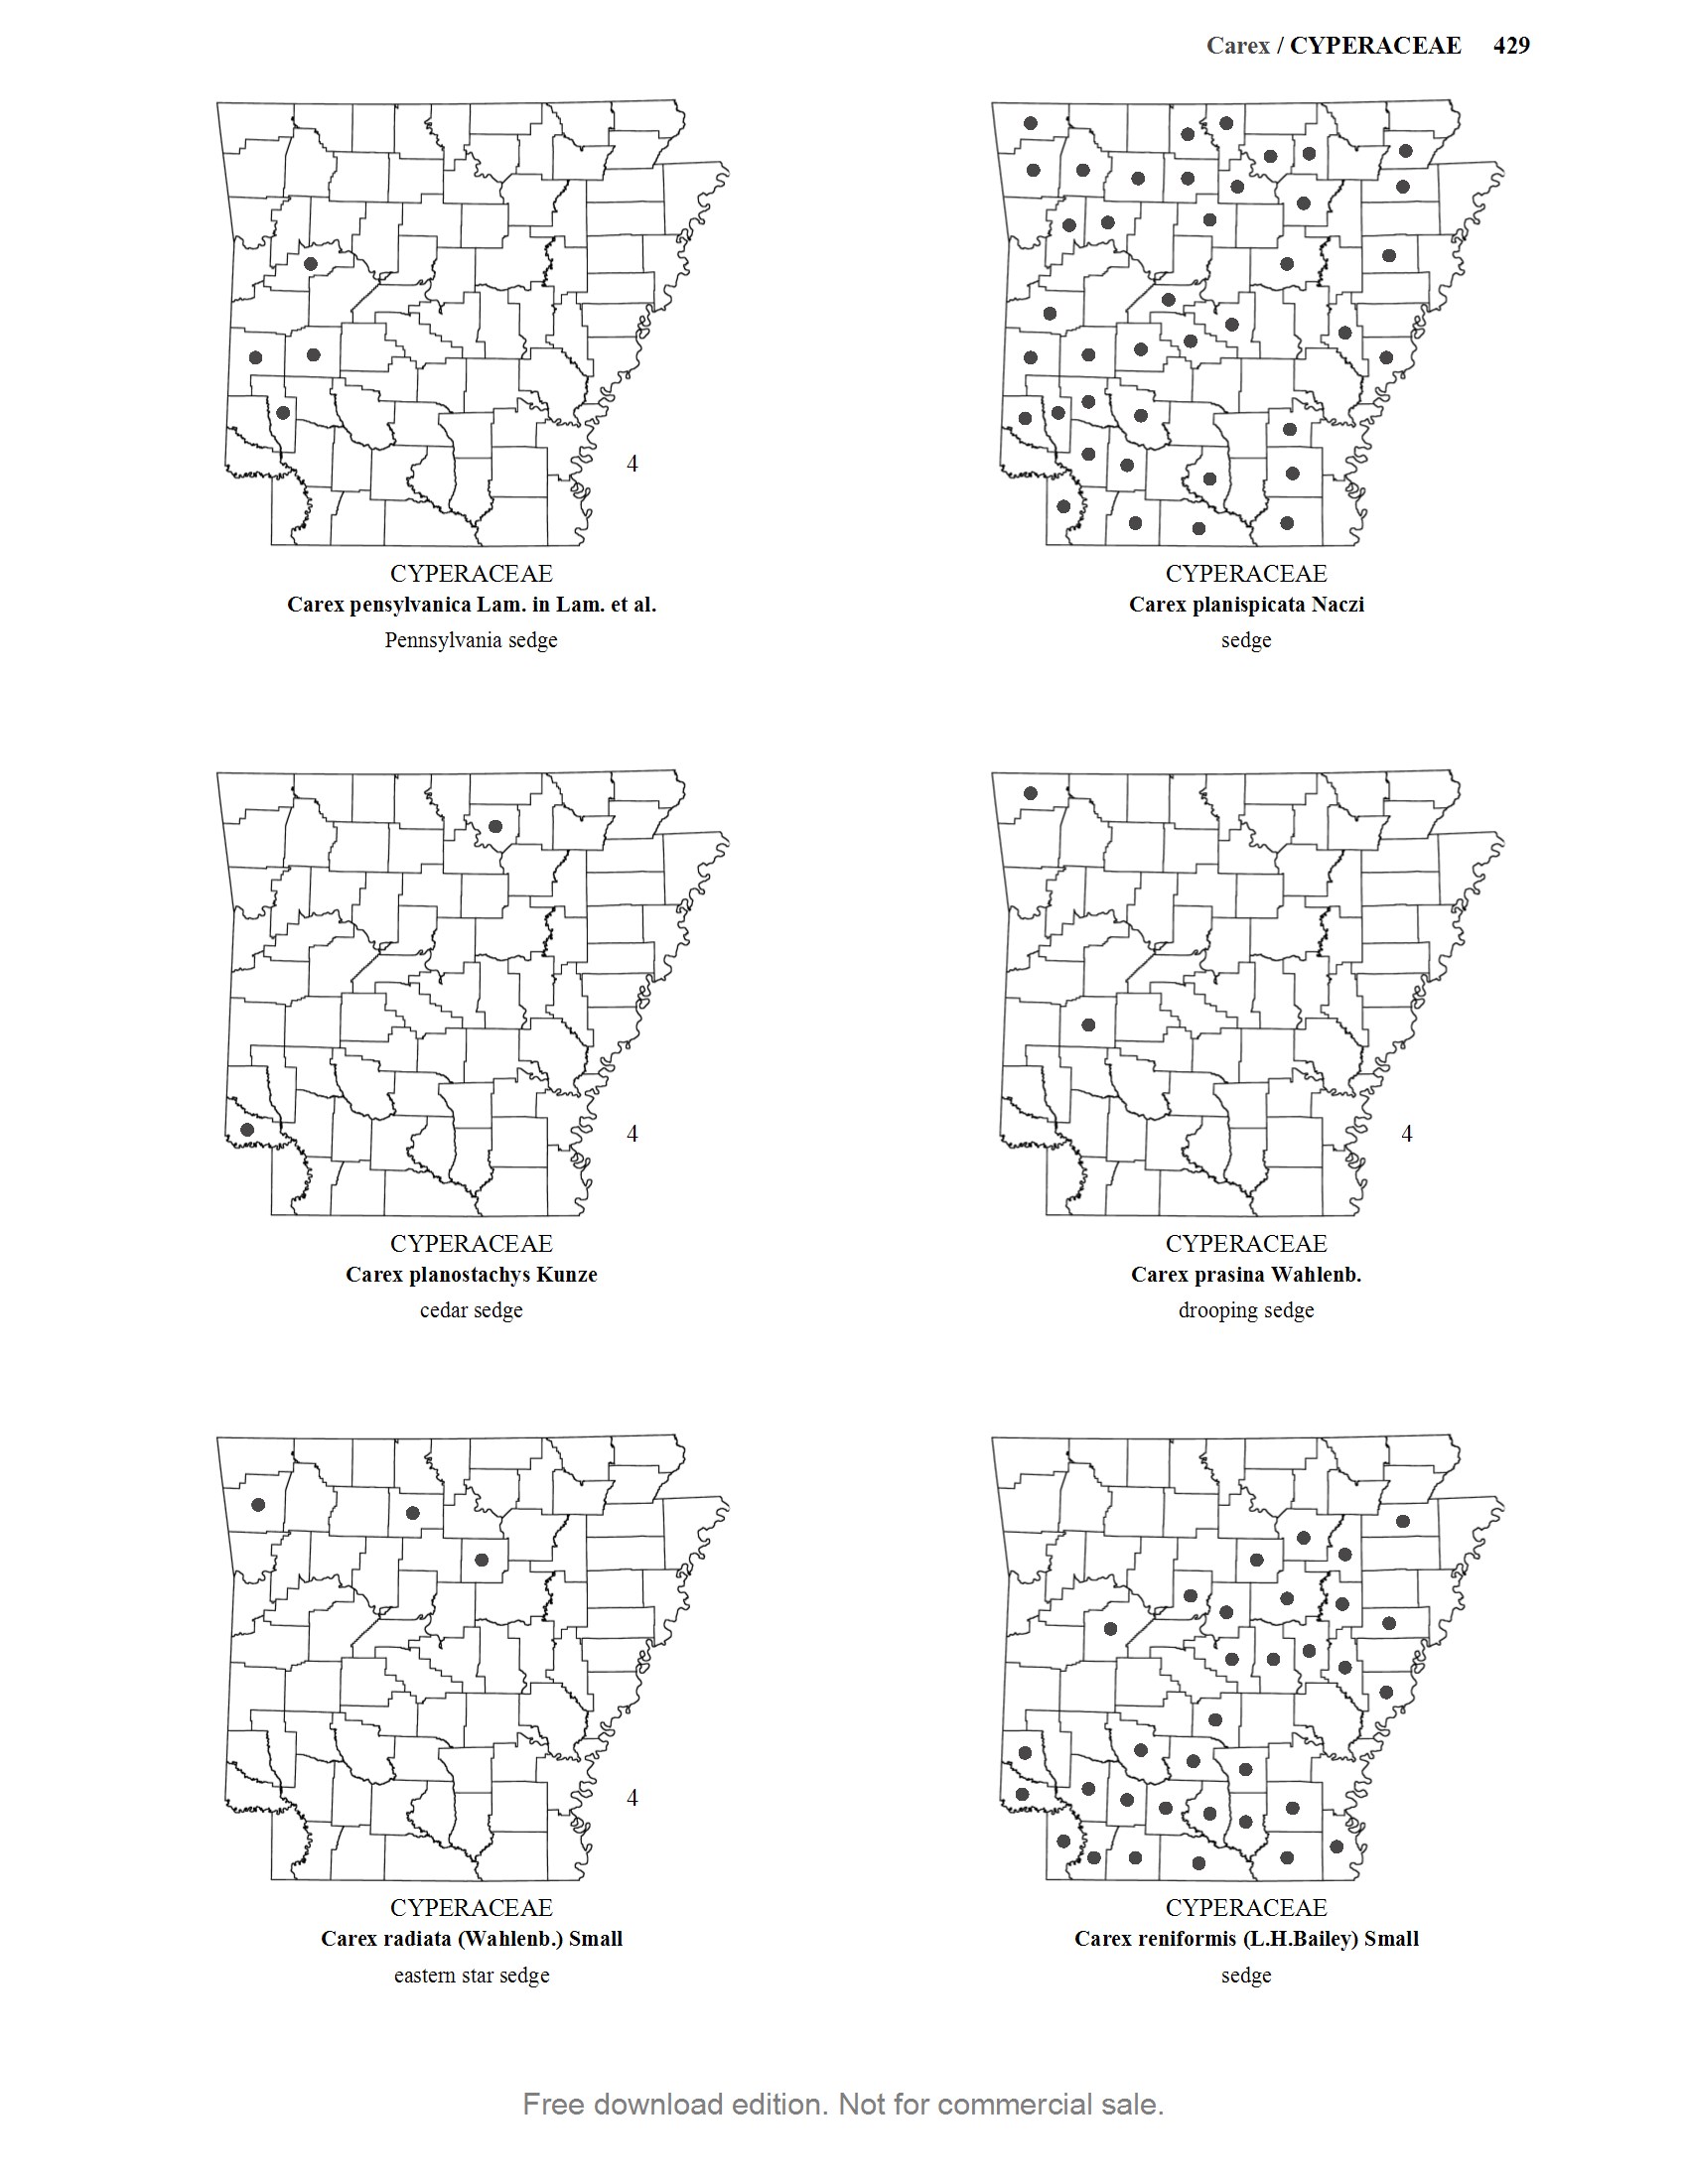 Carex / CYPERACEAE 429
4
CYPERACEAE
Carex pensylvanica Lam. in Lam. et al.
Pennsylvania sedge
CYPERACEAE
Carex planispicata Naczi
sedge
4
CYPERACEAE
Carex planostachys Kunze
cedar sedge
4
CYPERACEAE
Carex prasina Wahlenb.
drooping sedge
4
CYPERACEAE
Carex radiata (Wahlenb.) Small
eastern star sedge
CYPERACEAE
Carex reniformis (L.H.Bailey) Small
sedge
Free download edition. Not for commercial sale.